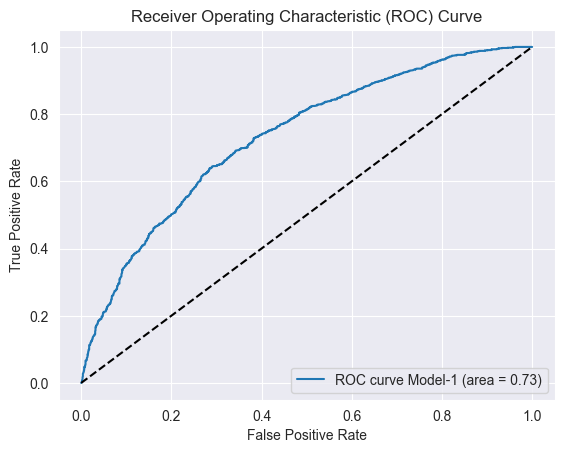 Receiver Operating Characteristic (ROC) Curve
1.0
0.8
0.6
0.4
0.2
0.0
True Positive Rate
ROC curve Model-1 (area = 0.73)
0.0 0.2 0.4 0.6 0.8 1.0
False Positive Rate